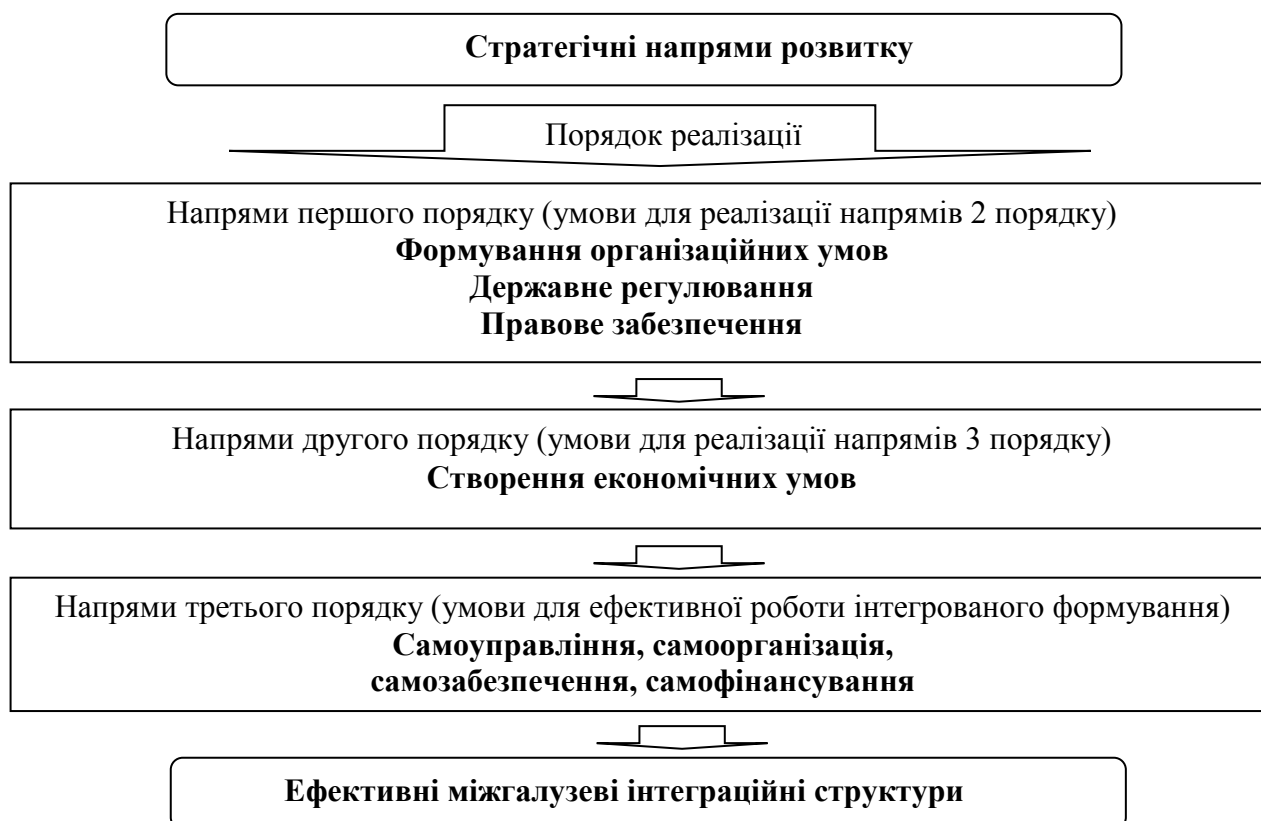 Стратегічні напрями розвитку
Порядок реалізації
Напрями першого порядку (умови для реалізації напрямів 2 порядку)
Формування організаційних умов
Державне регулювання
Правове забезпечення
Напрями другого порядку (умови для реалізації напрямів 3 порядку)
Створення економічних умов
Напрями третього порядку (умови для ефективної роботи інтегрованого формування)
Самоуправління, самоорганізація,
самозабезпечення, самофінансування
Ефективні міжгалузеві інтеграційні структури